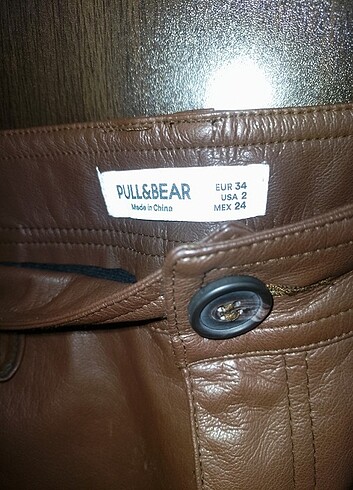 PULL&BEAR
Made in China
EUR 34
USA 2
MEX 24